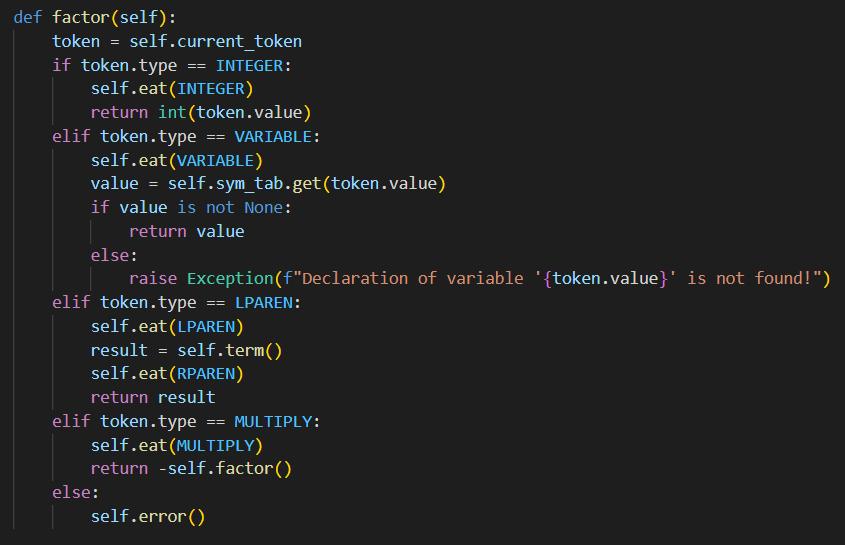 def factor(self):
    token = self.current_token
    if token.type == INTEGER:
        self.eat(INTEGER)
        return int(token.value)
    elif token.type == VARIABLE:
        self.eat(VARIABLE)
        value = self.sym_tab.get(token.value)
        if value is not None:
            return value
        else:
            raise Exception(f"Declaration of variable '{token.value}' is not found!")
    elif token.type == LPAREN:
        self.eat(LPAREN)
        result = self.term()
        self.eat(RPAREN)
        return result
    elif token.type == MULTIPLY:
        self.eat(MULTIPLY)
        return -self.factor()
    else:
        self.error()